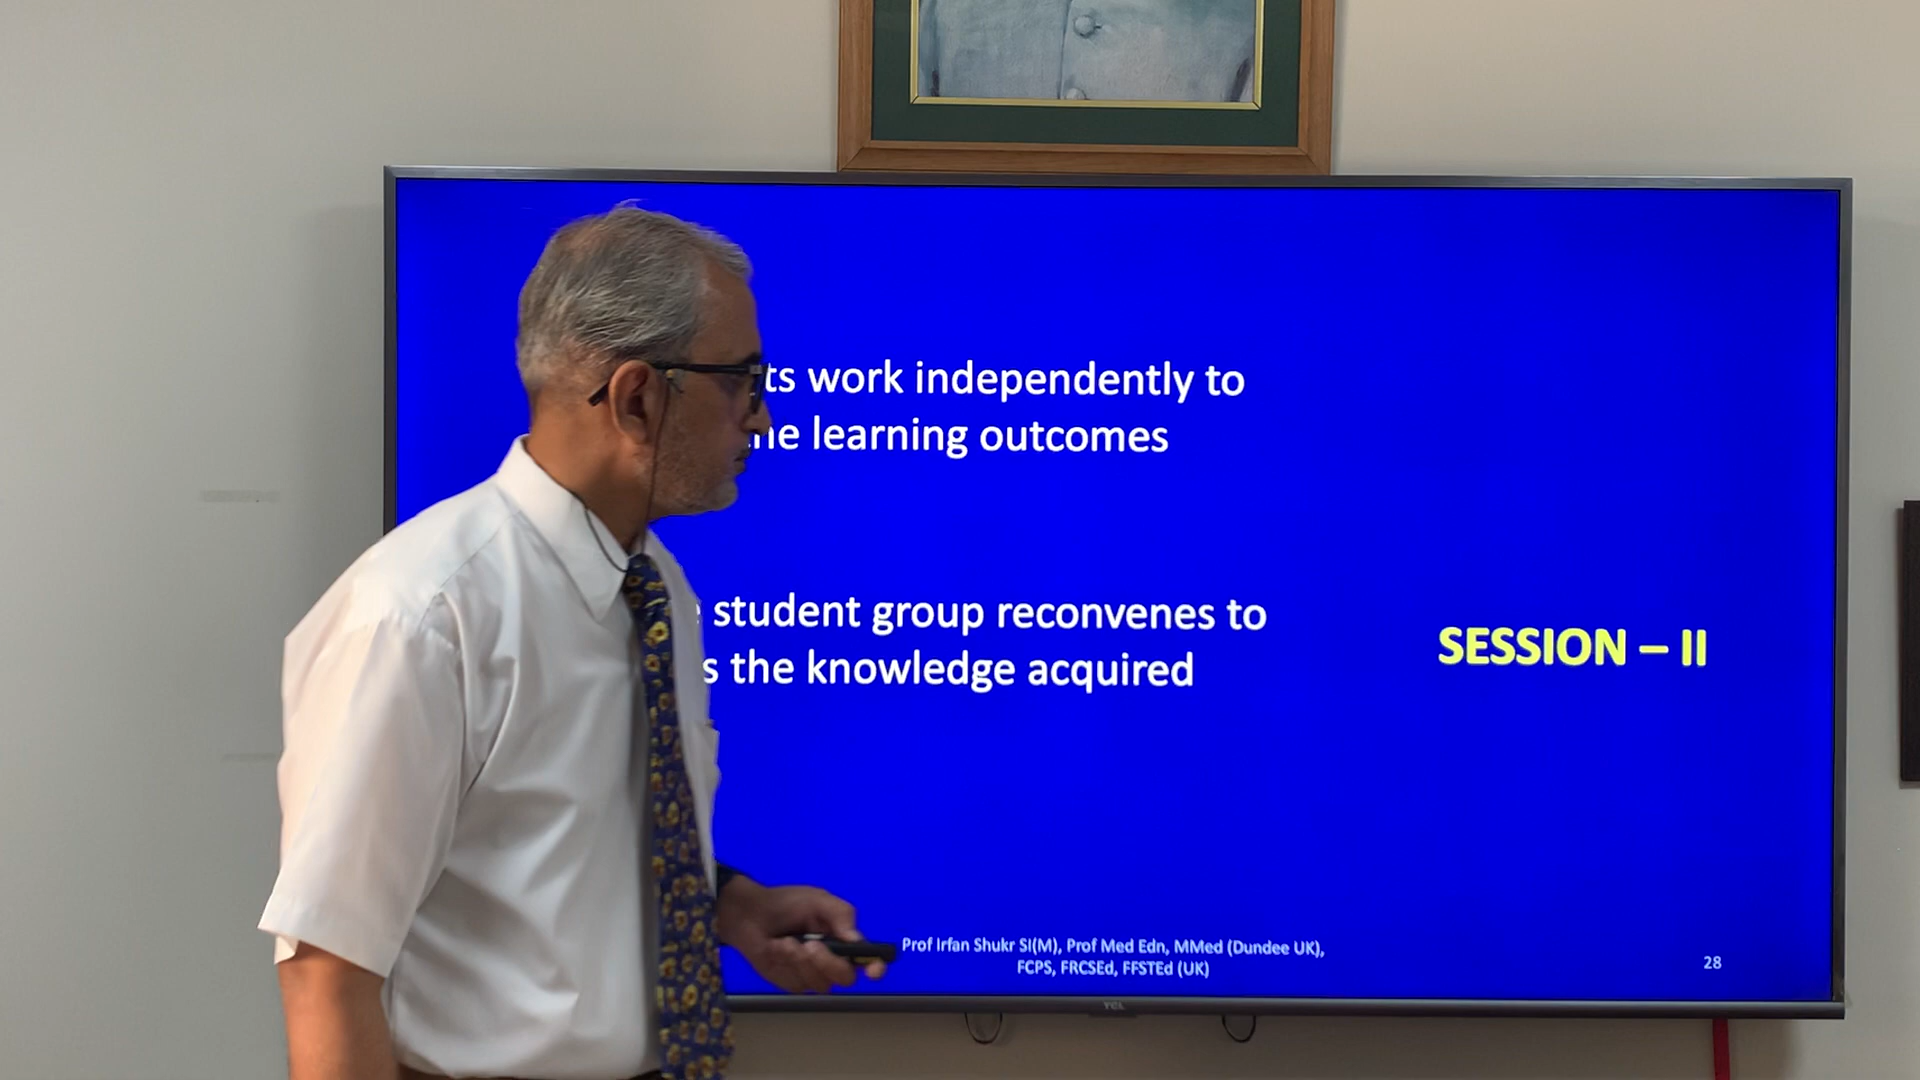 work independently to
learning outcomes
student group reconvenes to
the knowledge acquired
SESSION – II
Prof Irfan Shukr SI(M), Prof Med Edn, MMed (Dundee UK),
FCPS, FRCSEd, FFSTEd (UK)
28
TCL